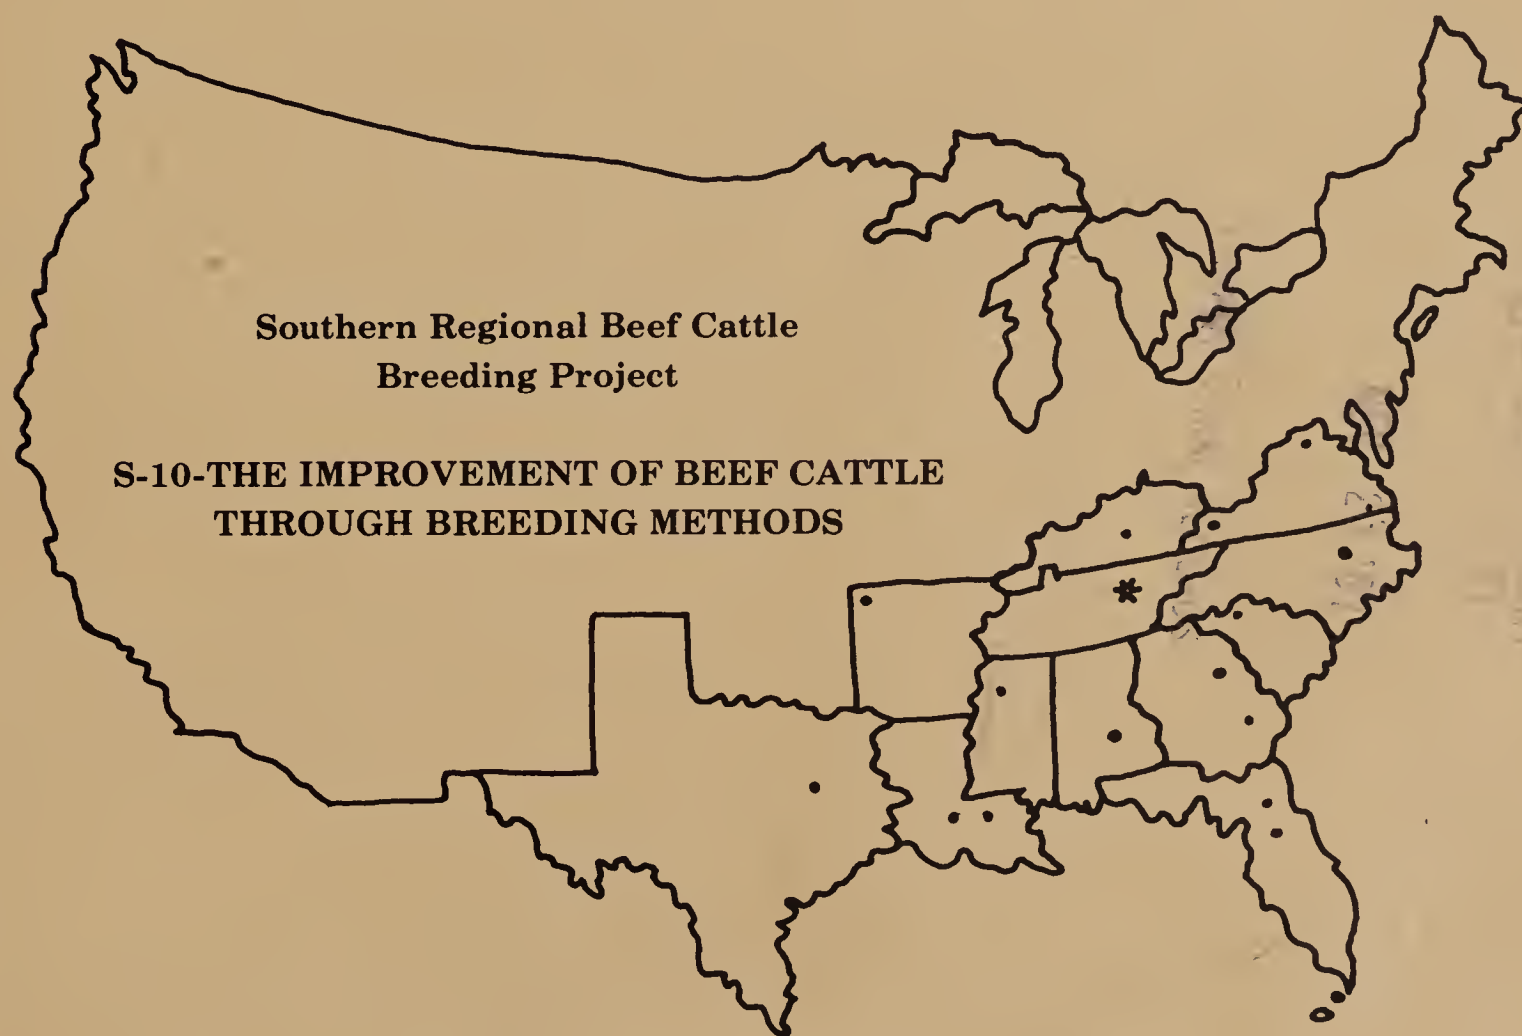 Southern Regional Beef Cattle
Breeding Project
S-10-THE IMPROVEMENT OF BEEF CATTLE
THROUGH BREEDING METHODS
*